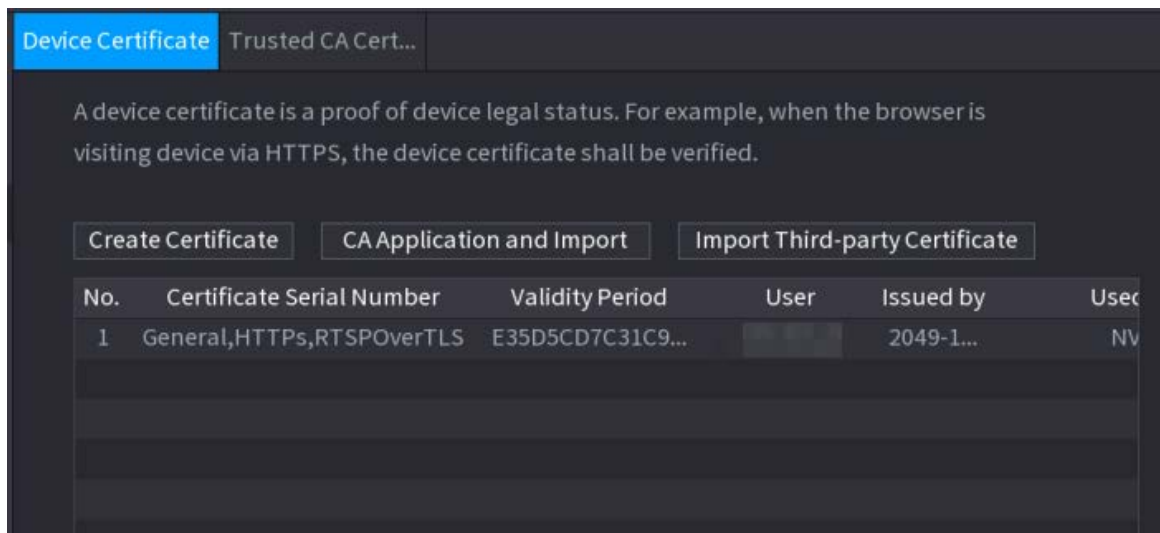 Device Certificate Trusted CA Cert...
A device certificate is a proof of device legal status. For example, when the browser is
visiting device via HTTPS, the device certificate shall be verified.
Create Certificate CA Application and Import Import Third-party Certificate
No. Certificate Serial Number Validity Period User Issued by Used
1 General,HTTPs,RTSPOverTLS E35D5CD7C31C9... 2049-1... NV